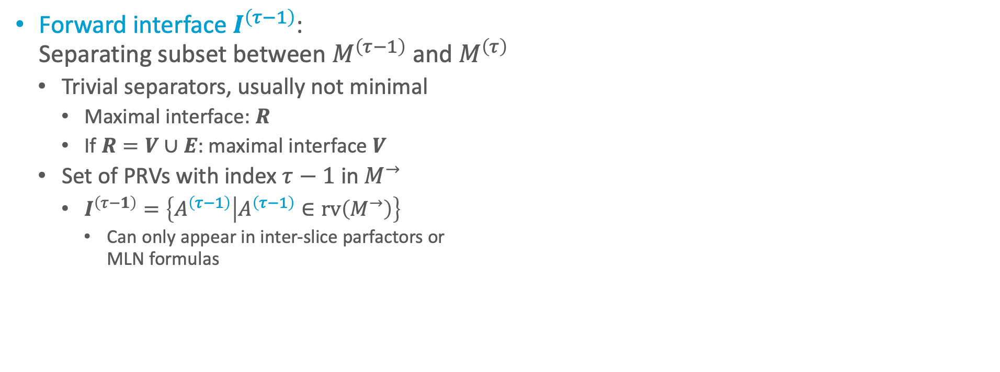 • Forward interface 𝑰^(𝜏−1):
Separating subset between 𝑀^(𝜏−1) and 𝑀^(𝜏)
• Trivial separators, usually not minimal
• Maximal interface: 𝑹
• If 𝑹 = 𝑽 ∪ 𝑬: maximal interface 𝑽
• Set of PRVs with index 𝜏 − 1 in 𝑀^→
• 𝑰^(𝝉−𝟏) = {𝐴^(𝝉−𝟏)|𝐴^(𝝉−𝟏) ∈ rv(𝑀^→)}
• Can only appear in inter-slice parfactors or
MLN formulas